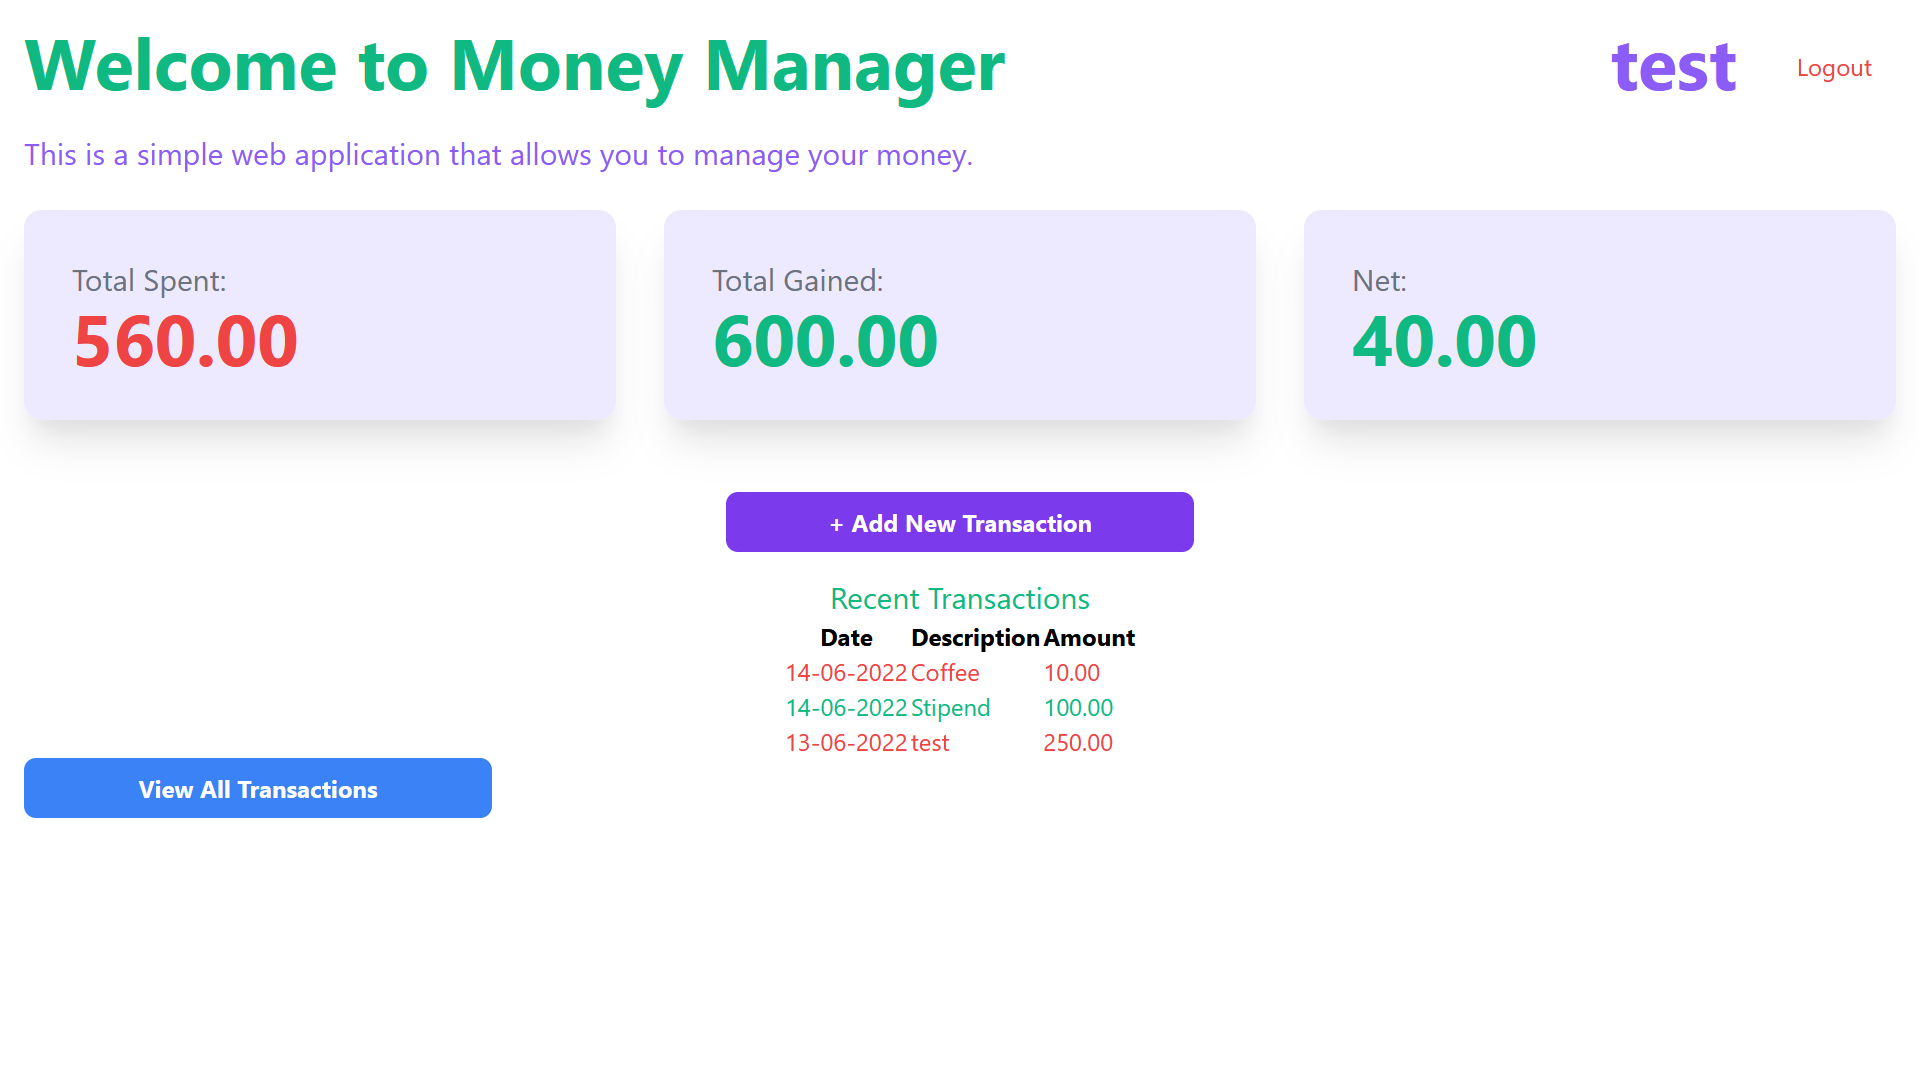 Welcome to Money Manager
test
Logout
This is a simple web application that allows you to manage your money.
Total Spent:
560.00
Total Gained:
600.00
Net:
40.00
+ Add New Transaction
Recent Transactions
Date Description Amount
14-06-2022 Coffee 10.00
14-06-2022 Stipend 100.00
13-06-2022 test 250.00
View All Transactions